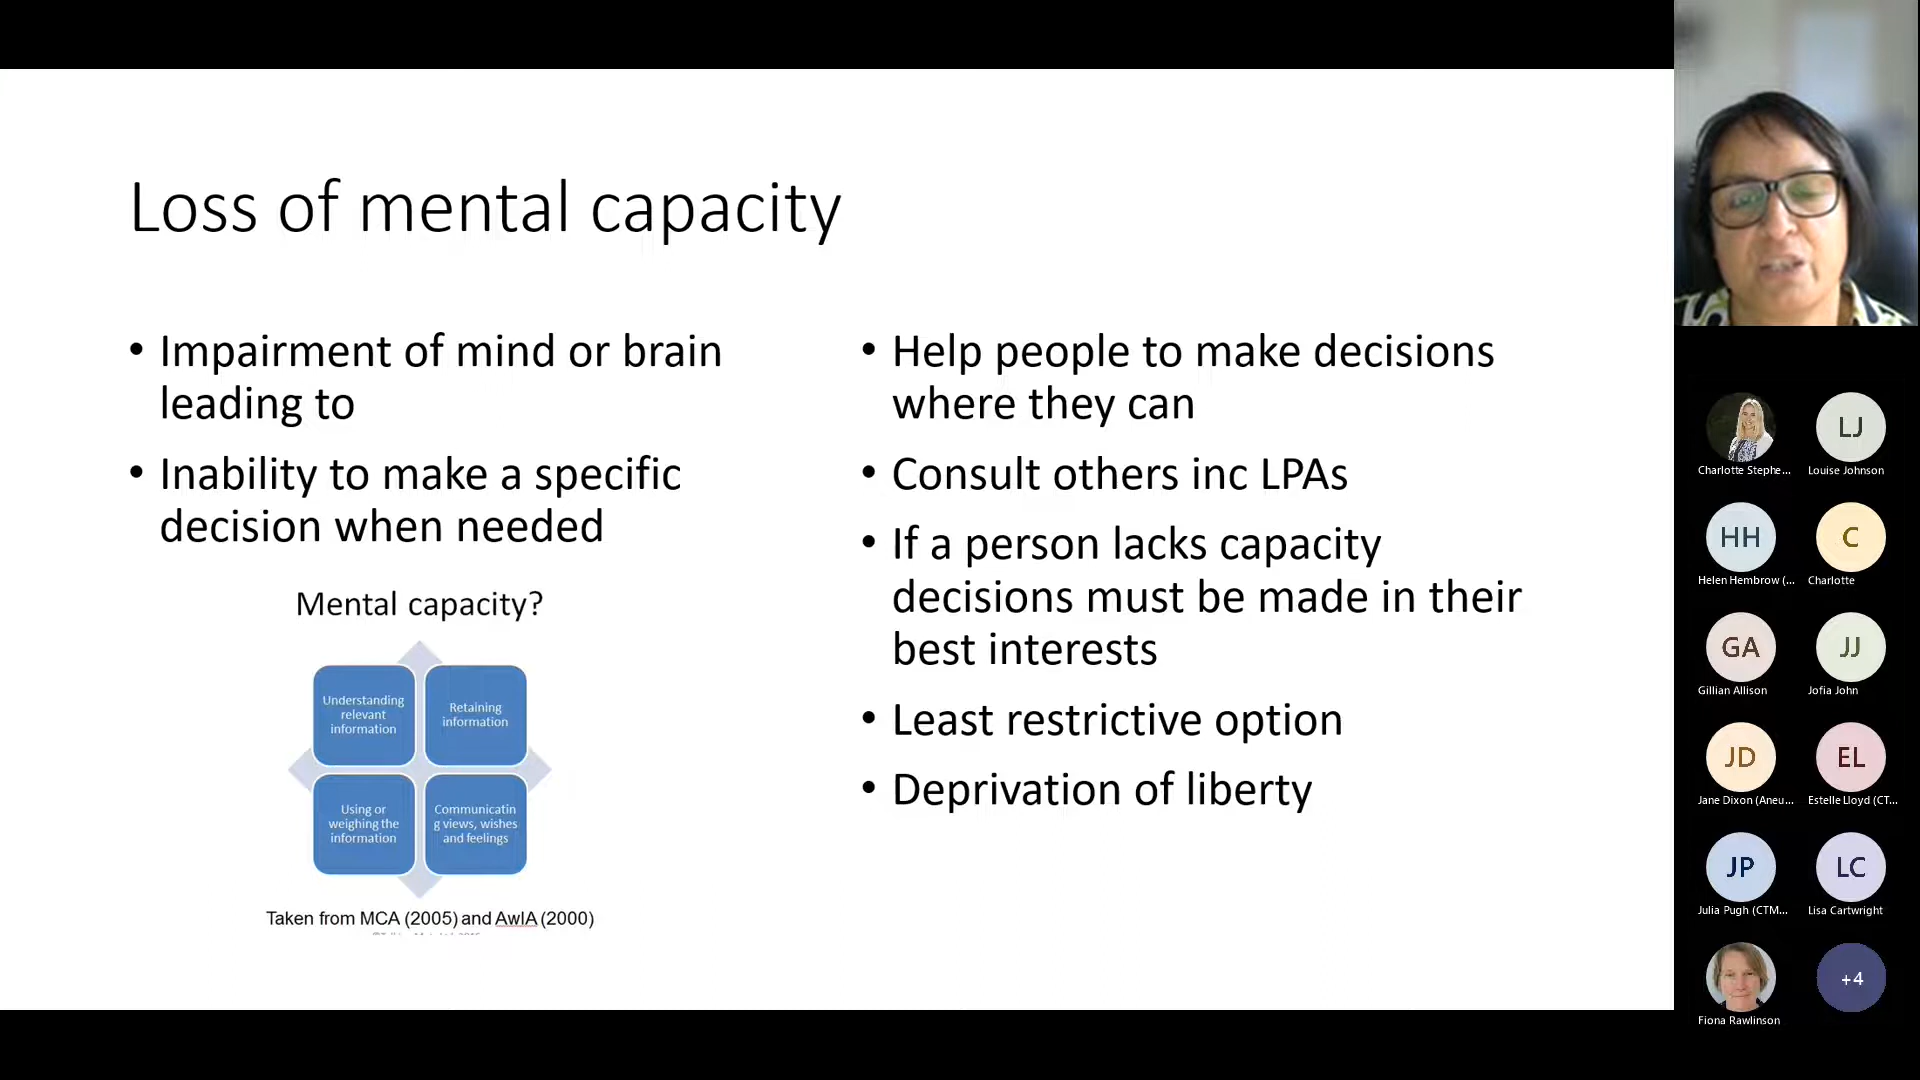 Loss of mental capacity
• Impairment of mind or brain
leading to
• Inability to make a specific
decision when needed
Mental capacity?
Understanding
relevant
information
Retaining
information
Using or
weighing the
information
Communicatin
g views, wishes
and feelings
Taken from MCA (2005) and AwIA (2000)
• Help people to make decisions
where they can
• Consult others inc LPAs
• If a person lacks capacity
decisions must be made in their
best interests
• Least restrictive option
• Deprivation of liberty
Charlotte Stephe...
LJ
Louise Johnson
HH
Helen Hembrow (...
C
Charlotte
GA
Gillian Allison
JJ
Jofia John
JD
Jane Dixon (Aneu...
EL
Estelle Lloyd (CT...
JP
Julia Pugh (CTM...
LC
Lisa Cartwright
Fiona Rawlinson
+4